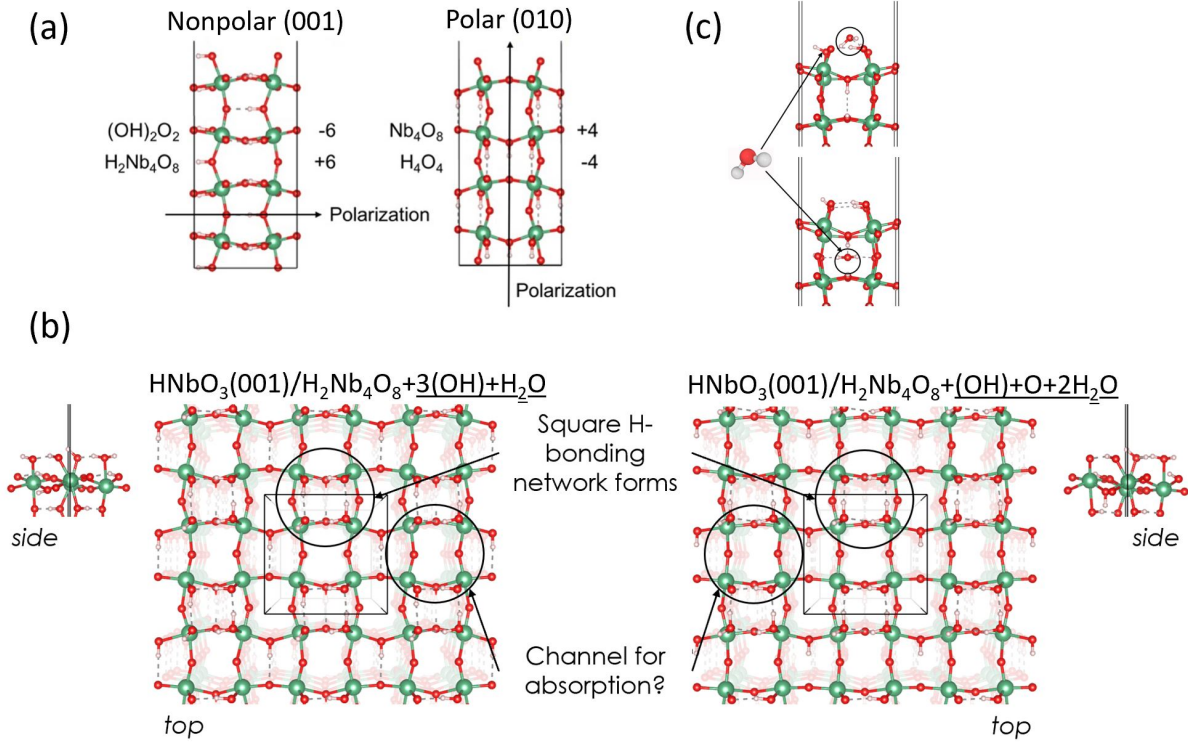 (a)
Nonpolar (001)
(OH)₂O₂ -6
H₂Nb₄O₈ +6
Polarization
Polar (010)
Nb₄O₈ +4
H₄O₄ -4
Polarization
(c)
(b)
HNbO₃(001)/H₂Nb₄O₈+3(OH)+H₂O
HNbO₃(001)/H₂Nb₄O₈+(OH)+O+2H₂O
Square H-
bonding
network forms
side
side
Channel for
absorption?
top
top